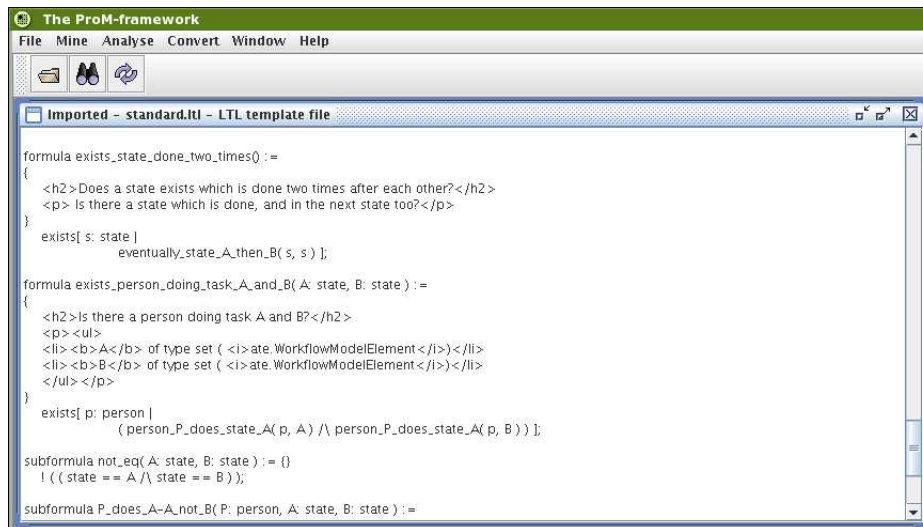 The ProM-framework
File Mine Analyse Convert Window Help
Imported - standard.ltl - LTL template file
formula exists_state_done_two_times() :=
{
<h2>Does a state exists which is done two times after each other?</h2>
<p> Is there a state which is done, and in the next state too?</p>
}
exists[ s: state |
eventually_state_A_then_B( s, s ) ];
formula exists_person_doing_task_A_and_B( A: state, B: state ) :=
{
<h2>Is there a person doing task A and B?</h2>
<p><ul>
<li><b>A</b> of type set ( <i>ate.WorkflowModelElement</i>)</li>
<li><b>B</b> of type set ( <i>ate.WorkflowModelElement</i>)</li>
</ul></p>
}
exists[ p: person |
( person_P_does_state_A( p, A ) /\ person_P_does_state_A( p, B ) ) ];
subformula not_eq( A: state, B: state ) := {}
! ( ( state == A /\ state == B ) );
subformula P_does_A-A_not_B( P: person, A: state, B: state ) :=